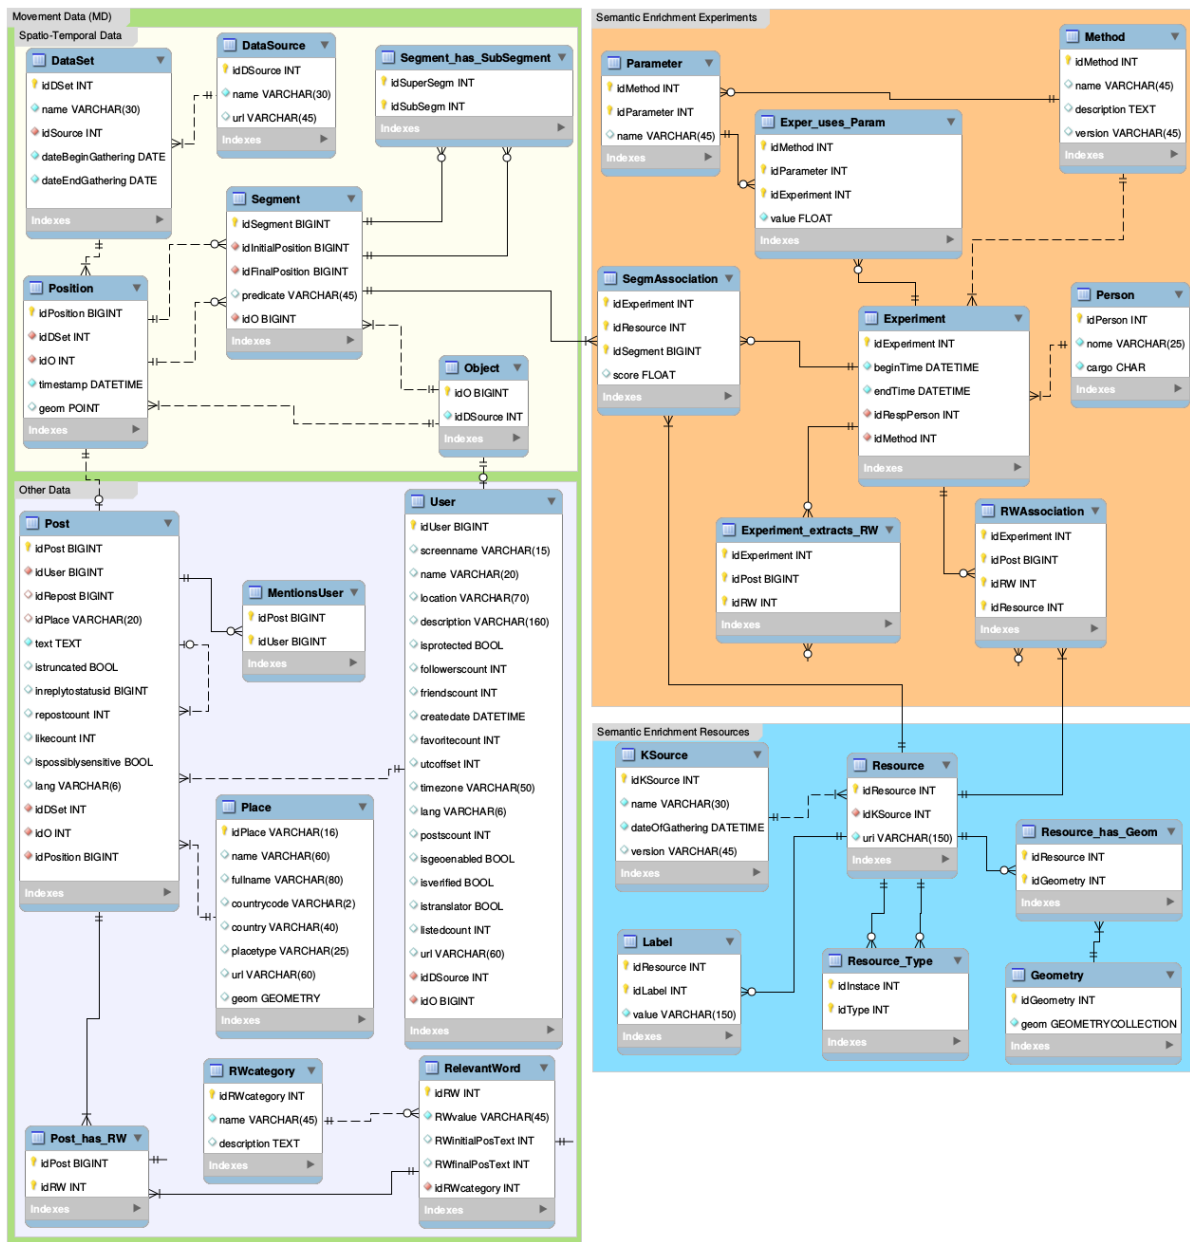 Movement Data (MD)
Spatio-Temporal Data
DataSet
idDSet INT
name VARCHAR(30)
idSource INT
dateBeginGathering DATE
dateEndGathering DATE
Indexes
DataSource
idDSource INT
name VARCHAR(30)
url VARCHAR(45)
Indexes
Segment_has_SubSegment
idSuperSegm INT
idSubSegm INT
Indexes
Segment
idSegment BIGINT
idInitialPosition BIGINT
idFinalPosition BIGINT
predicate VARCHAR(45)
idO BIGINT
Indexes
Position
idPosition BIGINT
idDSet INT
idO INT
timestamp DATETIME
geom POINT
Indexes
Object
idO BIGINT
idDSource INT
Indexes
Other Data
Post
idPost BIGINT
idUser BIGINT
idRepost BIGINT
idPlace VARCHAR(20)
text TEXT
istruncated BOOL
inreplytostatusid BIGINT
repostcount INT
likecount INT
ispossiblysensitive BOOL
lang VARCHAR(6)
idDSet INT
idO INT
idPosition BIGINT
Indexes
MentionsUser
idPost BIGINT
idUser BIGINT
Indexes
User
idUser BIGINT
screenname VARCHAR(15)
name VARCHAR(20)
location VARCHAR(70)
description VARCHAR(160)
isprotected BOOL
followerscount INT
friendscount INT
createdate DATETIME
favoritecount INT
utcoffset INT
timezone VARCHAR(50)
lang VARCHAR(6)
postscount INT
isgeoenabled BOOL
isverified BOOL
istranslator BOOL
listedcount INT
url VARCHAR(60)
idDSource INT
idO BIGINT
Indexes
Place
idPlace VARCHAR(16)
name VARCHAR(60)
fullname VARCHAR(80)
countrycode VARCHAR(2)
country VARCHAR(40)
placetype VARCHAR(25)
url VARCHAR(60)
geom GEOMETRY
Indexes
RWcategory
idRWcategory INT
name VARCHAR(45)
description TEXT
Indexes
RelevantWord
idRW INT
RWvalue VARCHAR(45)
RWinitialPosText INT
RWfinalPosText INT
idRWcategory INT
Indexes
Post_has_RW
idPost BIGINT
idRW INT
Indexes
Semantic Enrichment Experiments
Parameter
idMethod INT
idParameter INT
name VARCHAR(45)
Indexes
Method
idMethod INT
name VARCHAR(45)
description TEXT
version VARCHAR(45)
Indexes
Exper_uses_Param
idMethod INT
idParameter INT
idExperiment INT
value FLOAT
Indexes
SegmAssociation
idExperiment INT
idResource INT
idSegment BIGINT
score FLOAT
Indexes
Experiment
idExperiment INT
beginTime DATETIME
endTime DATETIME
idRespPerson INT
idMethod INT
Indexes
Person
idPerson INT
nome VARCHAR(25)
cargo CHAR
Indexes
Experiment_extracts_RW
idExperiment INT
idPost BIGINT
idRW INT
Indexes
RWAssociation
idExperiment INT
idPost BIGINT
idRW INT
idResource INT
Indexes
Semantic Enrichment Resources
KSource
idKSource INT
name VARCHAR(30)
dateOfGathering DATETIME
version VARCHAR(45)
Indexes
Resource
idResource INT
idKSource INT
uri VARCHAR(150)
Indexes
Resource_has_Geom
idResource INT
idGeometry INT
Indexes
Label
idResource INT
idLabel INT
value VARCHAR(150)
Indexes
Resource_Type
idInstace INT
idType INT
Indexes
Geometry
idGeometry INT
geom GEOMETRYCOLLECTION
Indexes